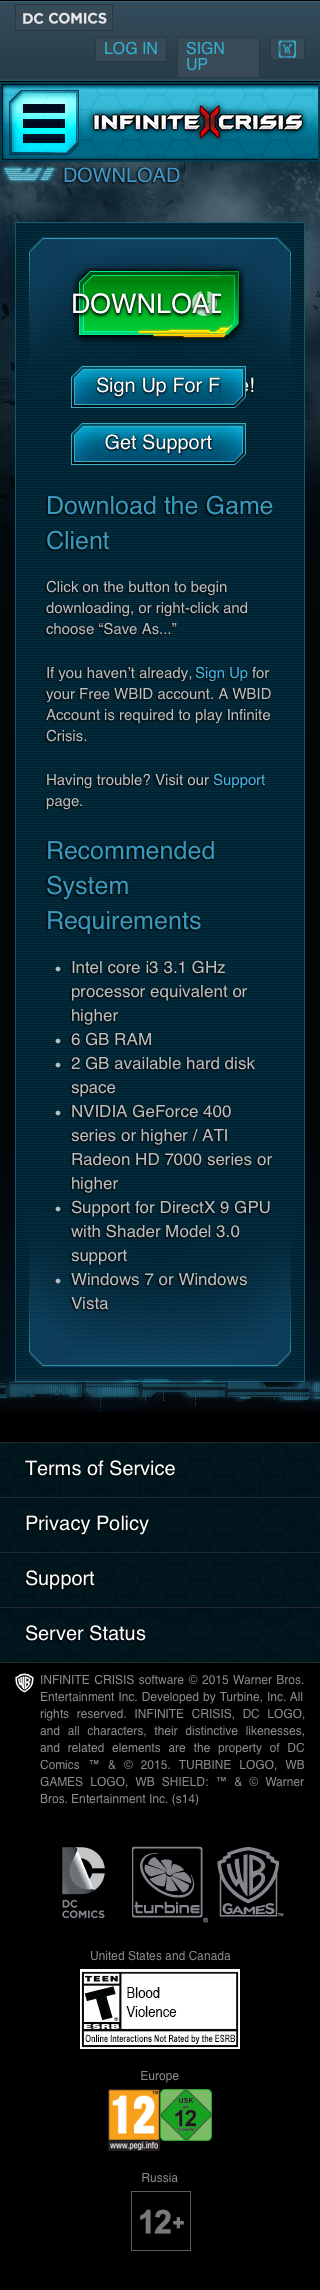 DC COMICS
LOG IN
SIGN
UP
INFINITE CRISIS
DOWNLOAD
DOWNLOAD
Sign Up For F e!
Get Support
Download the Game
Client
Click on the button to begin
downloading, or right-click and
choose “Save As...”
If you haven’t already, Sign Up for
your Free WBID account. A WBID
Account is required to play Infinite
Crisis.
Having trouble? Visit our Support
page.
Recommended
System
Requirements
• Intel core i3 3.1 GHz
processor equivalent or
higher
• 6 GB RAM
• 2 GB available hard disk
space
• NVIDIA GeForce 400
series or higher / ATI
Radeon HD 7000 series or
higher
• Support for DirectX 9 GPU
with Shader Model 3.0
support
• Windows 7 or Windows
Vista
Terms of Service
Privacy Policy
Support
Server Status
INFINITE CRISIS software © 2015 Warner Bros.
Entertainment Inc. Developed by Turbine, Inc. All
rights reserved. INFINITE CRISIS, DC LOGO,
and all characters, their distinctive likenesses,
and related elements are the property of DC
Comics ™ & © 2015. TURBINE LOGO, WB
GAMES LOGO, WB SHIELD: ™ & © Warner
Bros. Entertainment Inc. (s14)
DC
COMICS
turbine®
WB
GAMES™
United States and Canada
TEEN
T
ESRB
Blood
Violence
Online Interactions Not Rated by the ESRB
Europe
12
www.pegi.info
USK
12
Russia
12+